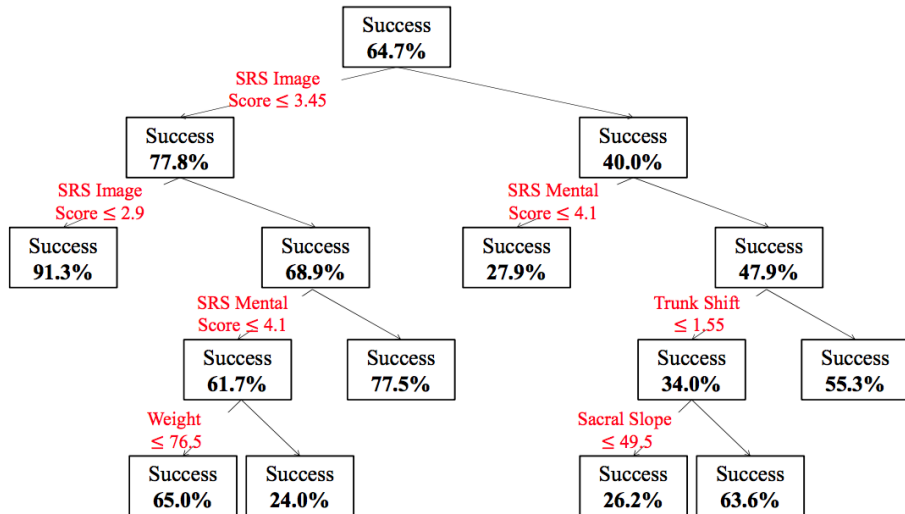 Success
64.7%
SRS Image
Score ≤ 3.45
Success
77.8%
Success
40.0%
SRS Image
Score ≤ 2.9
SRS Mental
Score ≤ 4.1
Success
91.3%
Success
68.9%
Success
27.9%
Success
47.9%
SRS Mental
Score ≤ 4.1
Trunk Shift
≤ 1.55
Success
61.7%
Success
77.5%
Success
34.0%
Success
55.3%
Weight
≤ 76.5
Sacral Slope
≤ 49.5
Success
65.0%
Success
24.0%
Success
26.2%
Success
63.6%